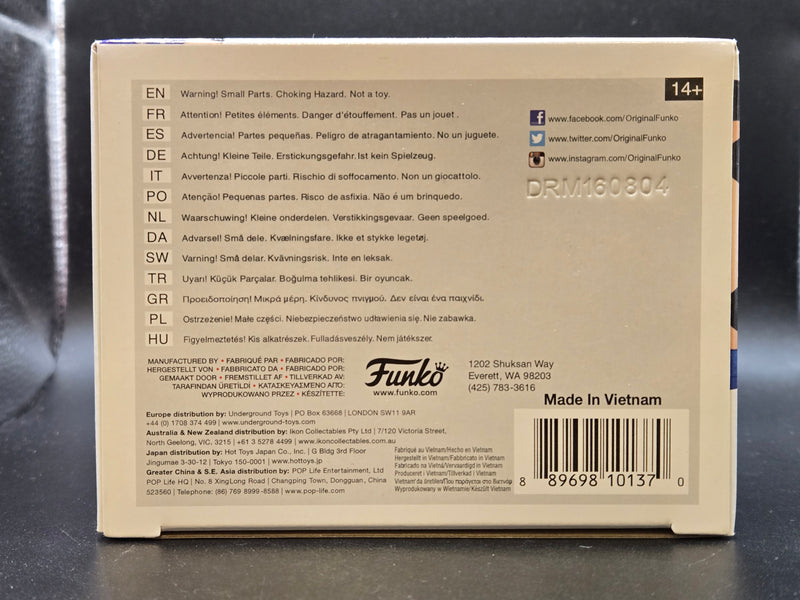 14+
EN Warning! Small Parts. Choking Hazard. Not a toy.
FR Attention! Petites éléments. Danger d'étouffement. Pas un jouet .
ES Advertencia! Partes pequeñas. Peligro de atragantamiento. No un juguete.
DE Achtung! Kleine Teile. Erstickungsgefahr. Ist kein Spielzeug.
IT Avvertenza! Piccole parti. Rischio di soffocamento. Non un giocattolo.
PO Atenção! Pequenas partes. Risco de asfixia. Não é um brinquedo.
NL Waarschuwing! Kleine onderdelen. Verstikkingsgevaar. Geen speelgoed.
DA Advarsel! Små dele. Kvælningsfare. Ikke et stykke legetøj.
SW Varning! Små delar. Kvävningsrisk. Inte en leksak.
TR Uyarı! Küçük Parçalar. Boğulma tehlikesi. Bir oyuncak.
GR Προειδοποίηση! Μικρά μέρη. Κίνδυνος πνιγμού. Δεν είναι ένα παιχνίδι.
PL Ostrzeżenie! Małe części. Niebezpieczeństwo udławienia się. Nie zabawka.
HU Figyelmeztetés! Kis alkatrészek. Fulladásveszély. Nem játékszer.
www.facebook.com/OriginalFunko
www.twitter.com/OriginalFunko
www.instagram.com/OriginalFunko
DRM160804
MANUFACTURED BY • FABRIQUÉ PAR • FABRICADO POR:
HERGESTELLT VON • FABBRICATO DA • FABRICADO POR:
GEMAAKT DOOR • FREMSTILLET AF • TILLVERKAD AV:
TARAFINDAN ÜRETİLDİ • ΚΑΤΑΣΚΕΥΑΣΜΕΝΟ ΑΠΌ:
WYPRODUKOWANO PRZEZ • KÉSZÍTETTE:
Funko
www.funko.com
1202 Shuksan Way
Everett, WA 98203
(425) 783-3616
Made In Vietnam
Europe distribution by: Underground Toys | PO Box 63668 | LONDON SW11 9AR
+44 (0) 1708 374 499 | www.underground-toys.com
Australia & New Zealand distribution by: Ikon Collectables Pty Ltd | 7/120 Victoria Street,
North Geelong, VIC. 3215 | +61 3 5278 4499 | www.ikoncollectables.com.au
Japan distribution by: Hot Toys Japan Co., Inc. | G Bldg 3rd Floor
Jingumae 3-30-12 | Tokyo 150-0001 | www.hottoys.jp
Greater China & S.E. Asia distribution by: POP Life Entertainment, Ltd
POP Life HQ | No. 8 XingLong Road | Changping Town, Dongguan, China
523560 | Telephone: (86) 769 8999-8588 | www.pop-life.com
Fabriqué au Vietnam/Hecho en Vietnam
Hergestellt in Vietnam/Fabbricato in Vietnam
Fabricado na Vietnã/Vervaardigd in Vietnam
Producent i Vietnam/Tillverkad i Vietnam
Vietnam'da üretilen/Που παράγεται στο Βιετνάμ
Wyprodukowany w Wietnamie/Készült Vietnam
8 89698 10137 0